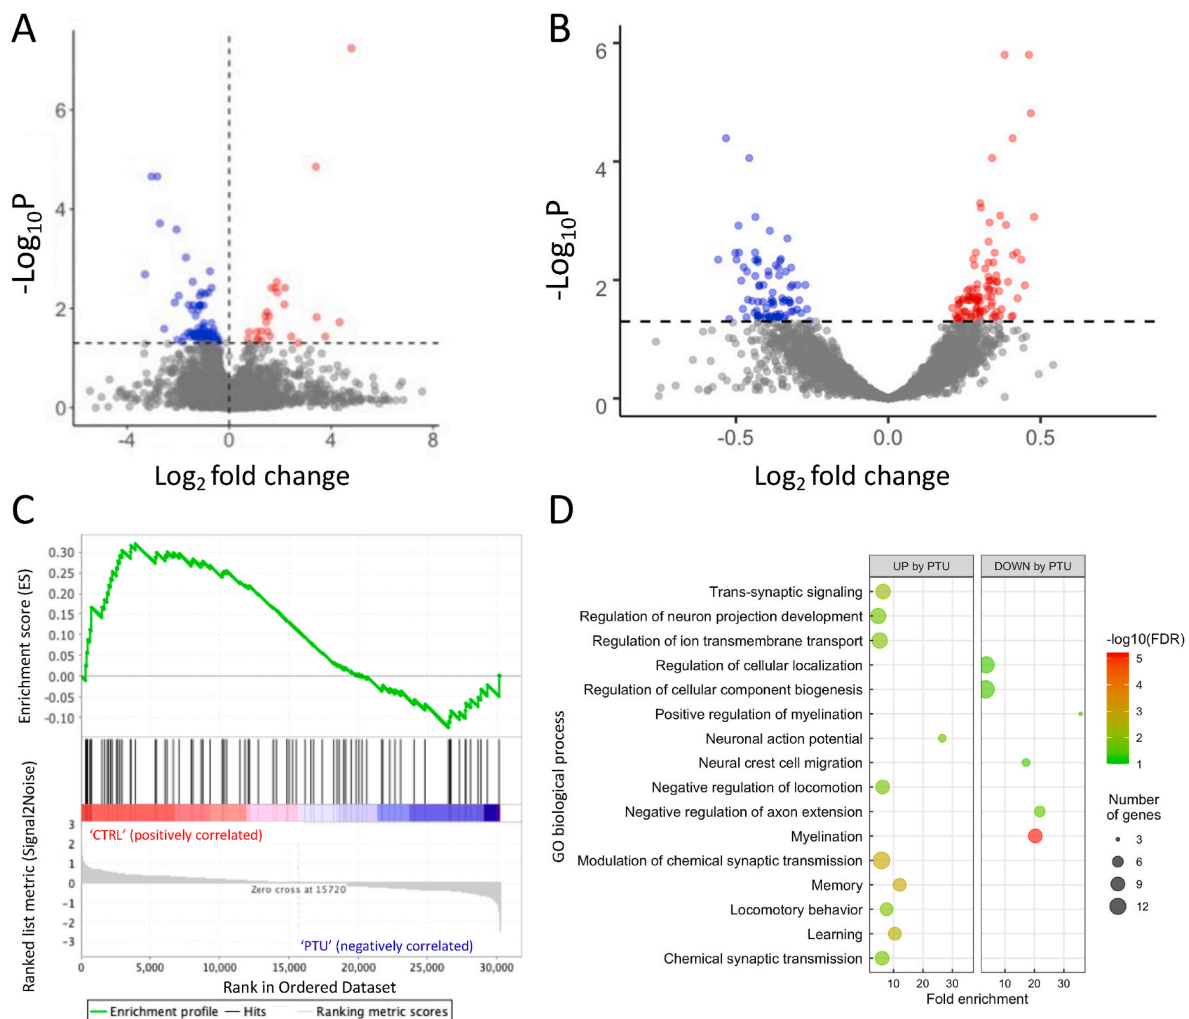 A
-Log10P
6
4
2
0
-4
0
4
8
Log2 fold change
B
-Log10P
6
4
2
0
-0.5
0.0
0.5
Log2 fold change
C
Enrichment score (ES)
0.30
0.25
0.20
0.15
0.10
0.05
0.00
-0.05
-0.10
Ranked list metric (Signal2Noise)
'CTRL' (positively correlated)
3
2
1
0
-1
-2
-3
Zero cross at 15720
'PTU' (negatively correlated)
0
5,000
10,000
15,000
20,000
25,000
30,000
Rank in Ordered Dataset
Enrichment profile
Hits
Ranking metric scores
D
UP by PTU
DOWN by PTU
GO biological process
Trans-synaptic signaling
Regulation of neuron projection development
Regulation of ion transmembrane transport
Regulation of cellular localization
Regulation of cellular component biogenesis
Positive regulation of myelination
Neuronal action potential
Neural crest cell migration
Negative regulation of locomotion
Negative regulation of axon extension
Myelination
Modulation of chemical synaptic transmission
Memory
Locomotory behavior
Learning
Chemical synaptic transmission
10
20
30
10
20
30
Fold enrichment
-log10(FDR)
5
4
3
2
1
Number
of genes
3
6
9
12